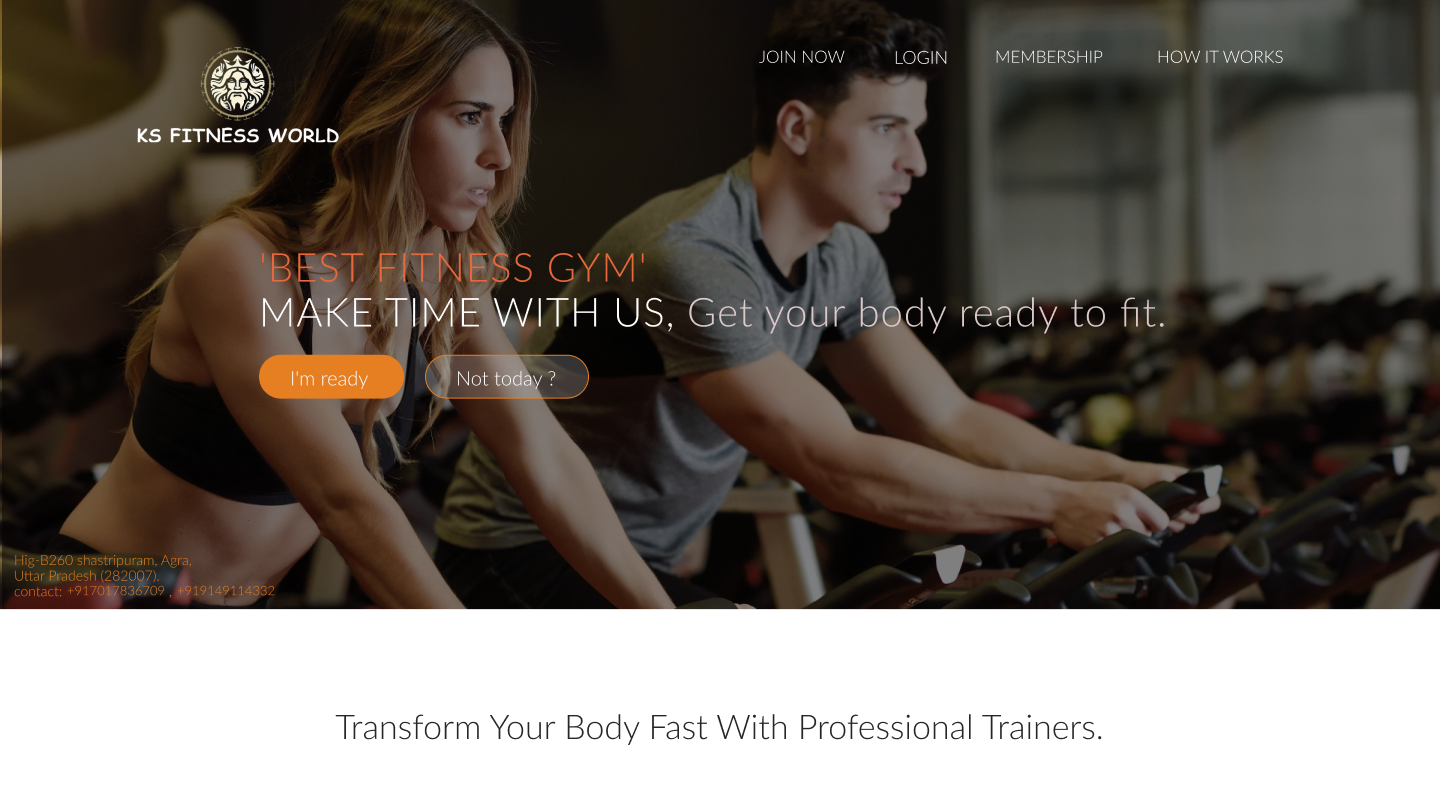 JOIN NOW LOGIN MEMBERSHIP HOW IT WORKS
KS FITNESS WORLD
'BEST FITNESS GYM'
MAKE TIME WITH US, Get your body ready to fit.
I'm ready Not today ?
Hig-B260 shastripuram, Agra,
Uttar Pradesh (282007).
contact: +917017836709 , +919149114332
Transform Your Body Fast With Professional Trainers.